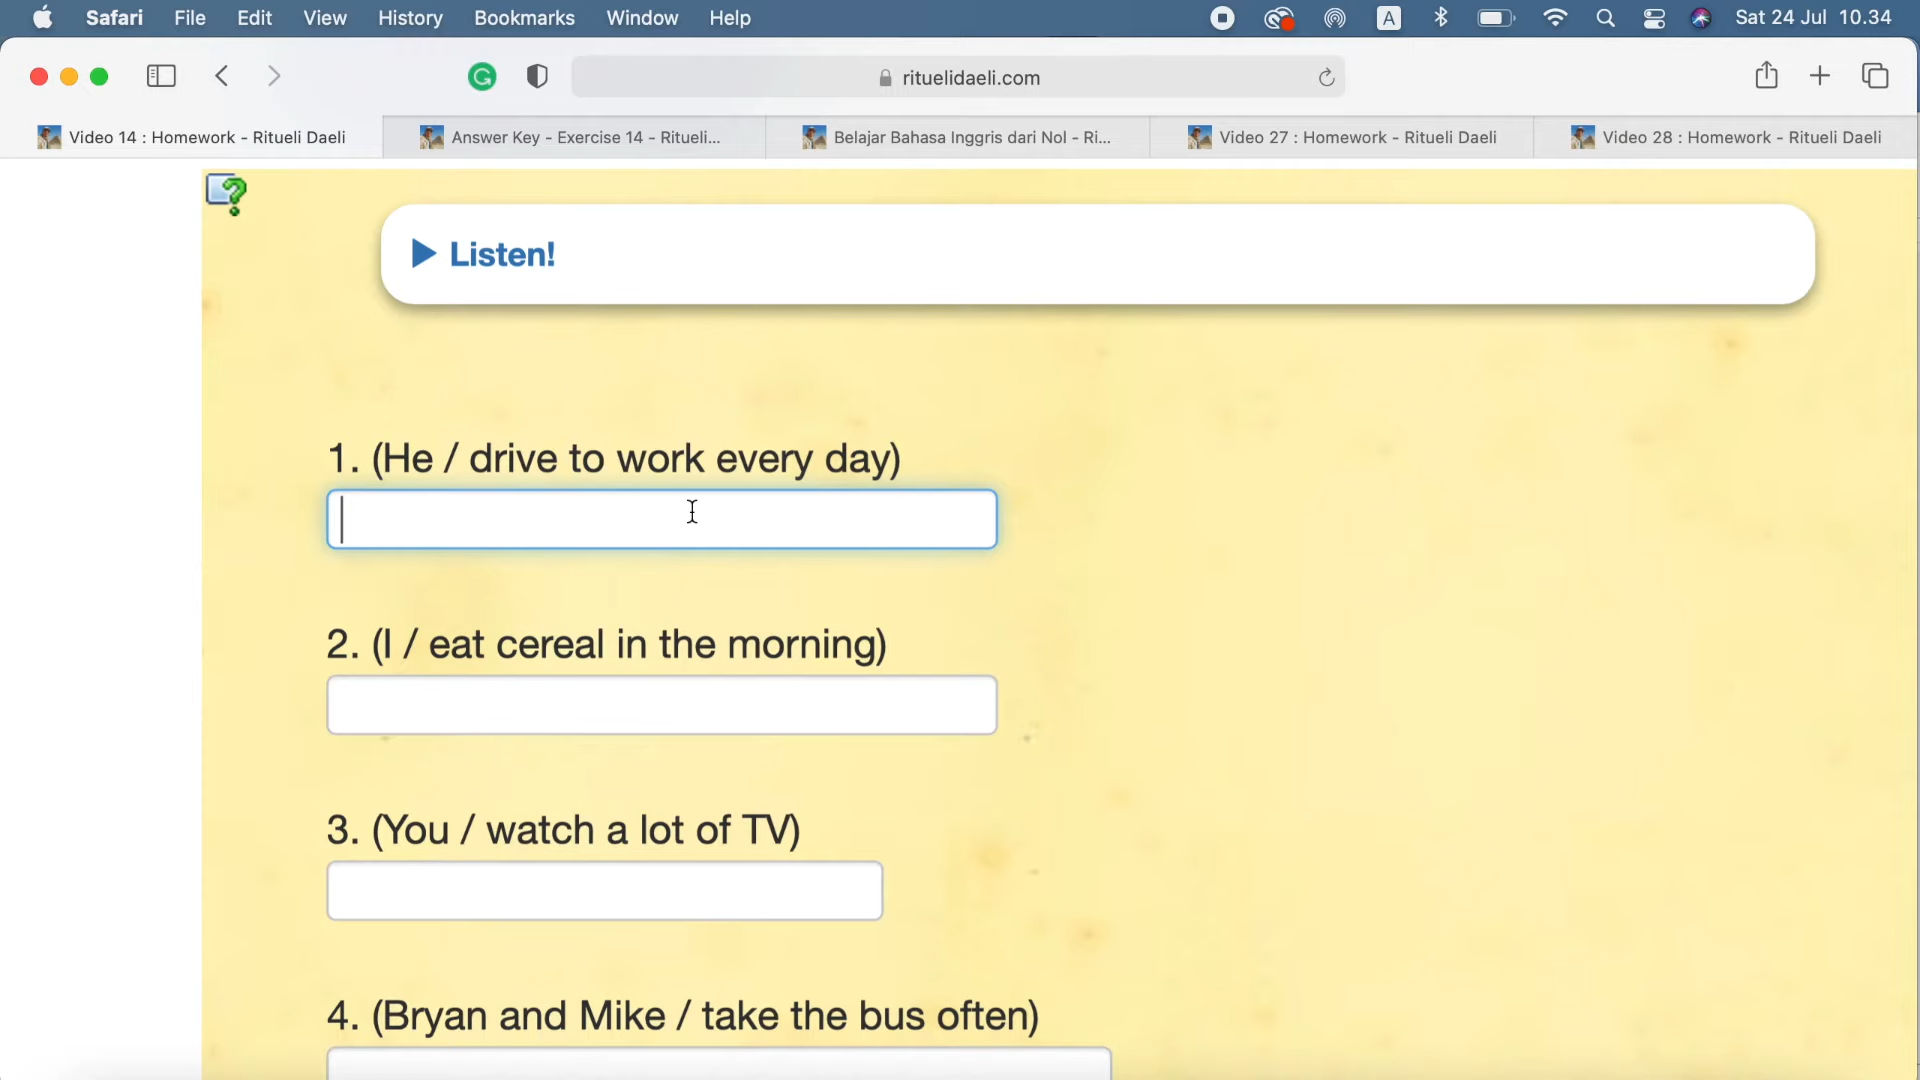 Safari File Edit View History Bookmarks Window Help A Sat 24 Jul 10.34
rituelidaeli.com
Video 14 : Homework - Ritueli Daeli
Answer Key - Exercise 14 - Ritueli...
Belajar Bahasa Inggris dari Nol - Ri...
Video 27 : Homework - Ritueli Daeli
Video 28 : Homework - Ritueli Daeli
Listen!
1. (He / drive to work every day)
2. (I / eat cereal in the morning)
3. (You / watch a lot of TV)
4. (Bryan and Mike / take the bus often)